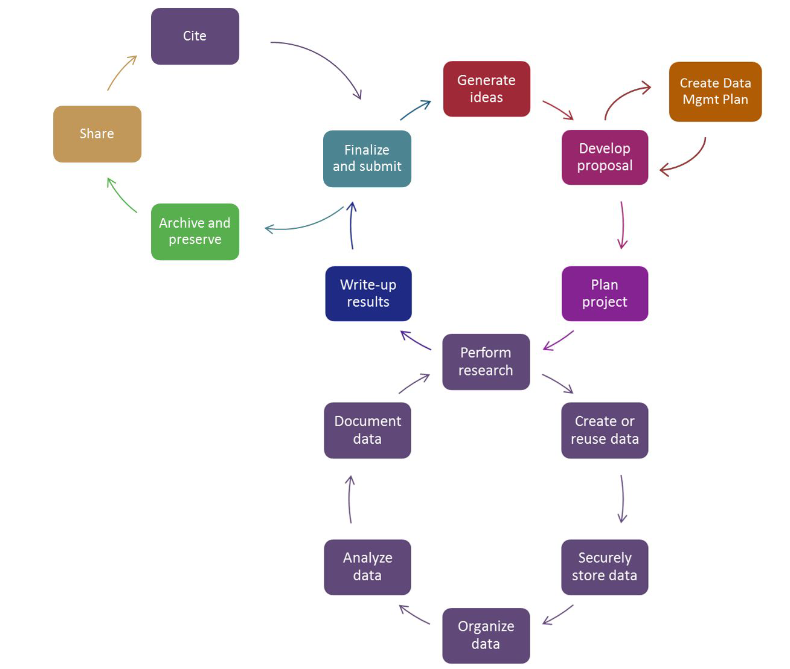 Cite
Generate
ideas
Create Data
Mgmt Plan
Share
Finalize
and submit
Develop
proposal
Archive and
preserve
Write-up
results
Plan
project
Perform
research
Document
data
Create or
reuse data
Analyze
data
Securely
store data
Organize
data